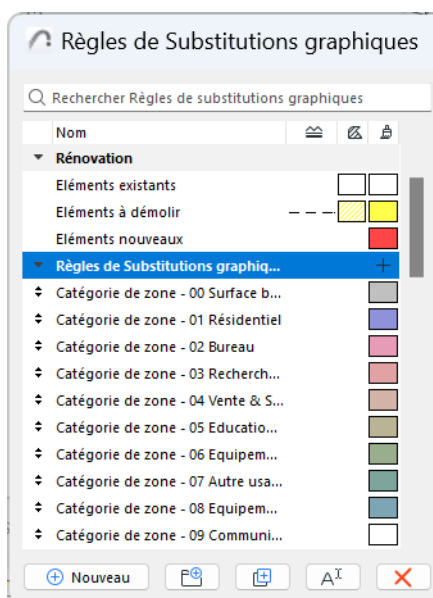 Règles de Substitutions graphiques
Rechercher Règles de substitutions graphiques
Nom
Rénovation
Eléments existants
Eléments à démolir
Eléments nouveaux
Règles de Substitutions graphiq...
Catégorie de zone - 00 Surface b...
Catégorie de zone - 01 Résidentiel
Catégorie de zone - 02 Bureau
Catégorie de zone - 03 Recherch...
Catégorie de zone - 04 Vente & S...
Catégorie de zone - 05 Educatio...
Catégorie de zone - 06 Equipem...
Catégorie de zone - 07 Autre usa...
Catégorie de zone - 08 Equipem...
Catégorie de zone - 09 Communi...
Nouveau